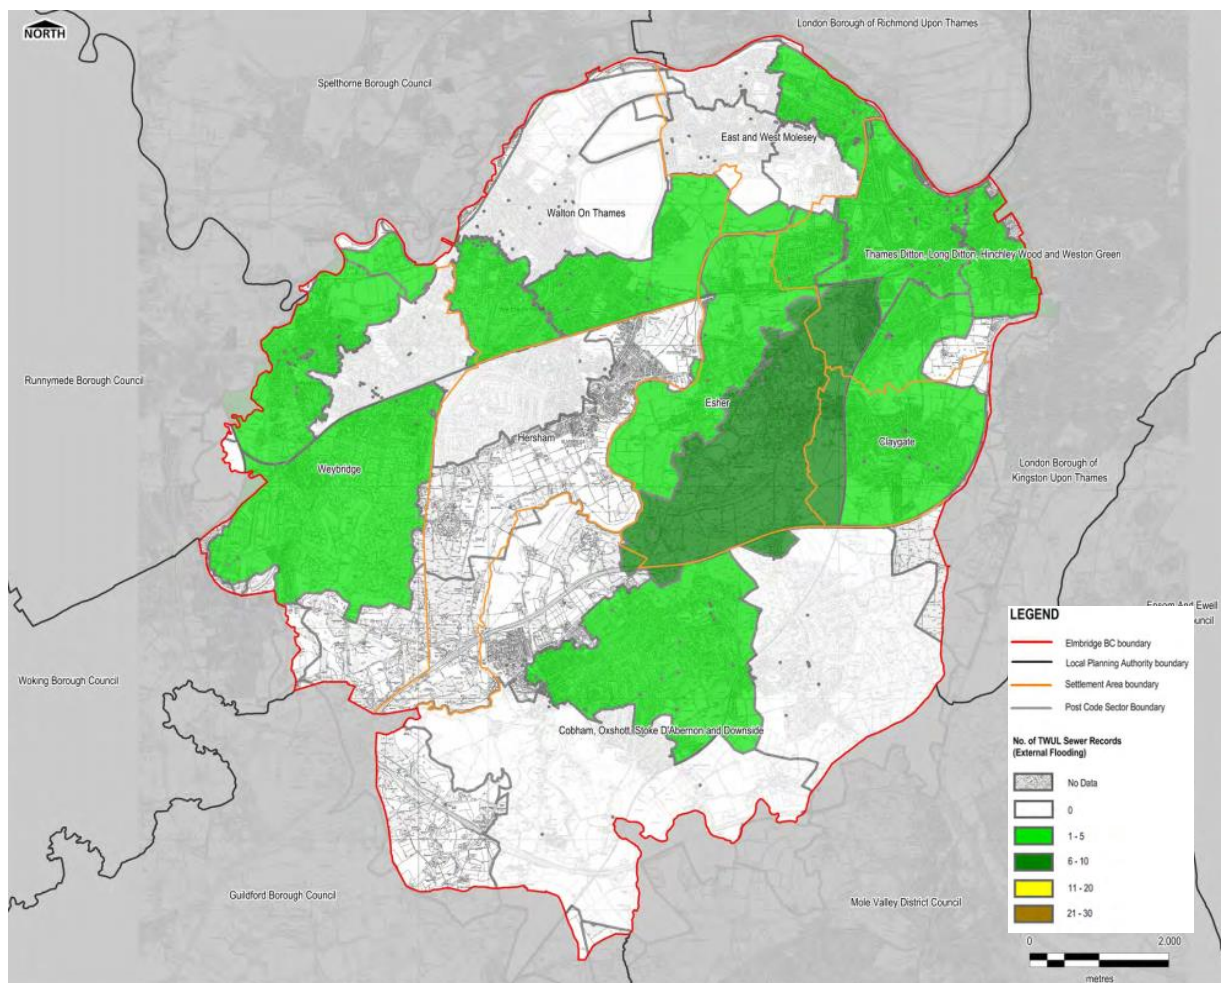 NORTH
London Borough of Richmond Upon Thames
Spelthorne Borough Council
East and West Molesey
Walton On Thames
Thames Ditton, Long Ditton, Hinchley Wood and Weston Green
Runnymede Borough Council
Esher
Hersham
Claygate
Weybridge
London Borough of
Kingston Upon Thames
Woking Borough Council
Cobham, Oxshott, Stoke D'Abernon and Downside
Guildford Borough Council
Mole Valley District Council
And Ewell
LEGEND
Elmbridge BC boundary
Local Planning Authority boundary
Settlement Area boundary
Post Code Sector Boundary
No. of TWUL Sewer Records
(External Flooding)
No Data
0
1 - 5
6 - 10
11 - 20
21 - 30
0 2.000
metres